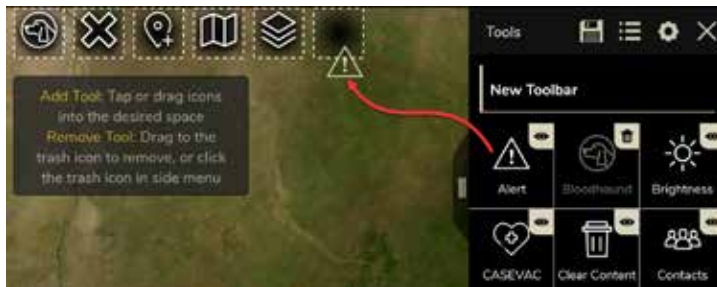 Tools
Add Tool: Tap or drag icons
into the desired space
Remove Tool: Drag to the
trash icon to remove, or click
the trash icon in side menu
New Toolbar
Alert
Bloodhound
Brightness
CASEVAC
Clear Content
Contacts